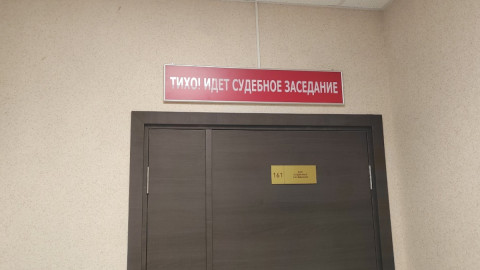 ТИХО! ИДЕТ СУДЕБНОЕ ЗАСЕДАНИЕ
161